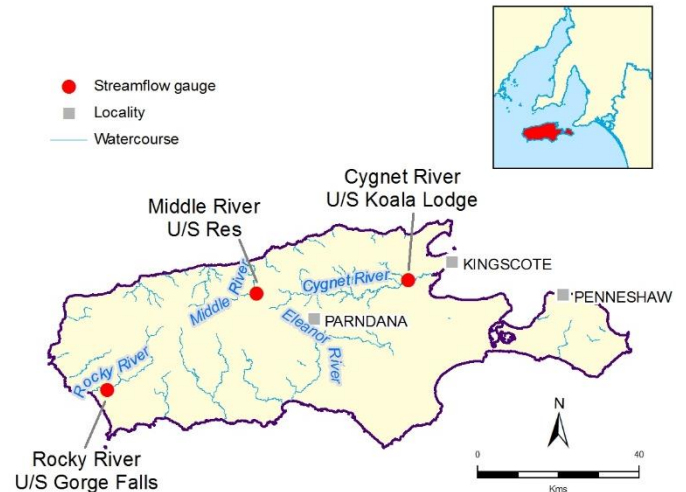 Streamflow gauge
Locality
Watercourse
Cygnet River
U/S Koala Lodge
Middle River
U/S Res
KINGSCOTE
Cygnet River
Middle River
PENNESHAW
PARNDANA
Eleanor
River
Rocky River
N
Rocky River
U/S Gorge Falls
0 40
Kms